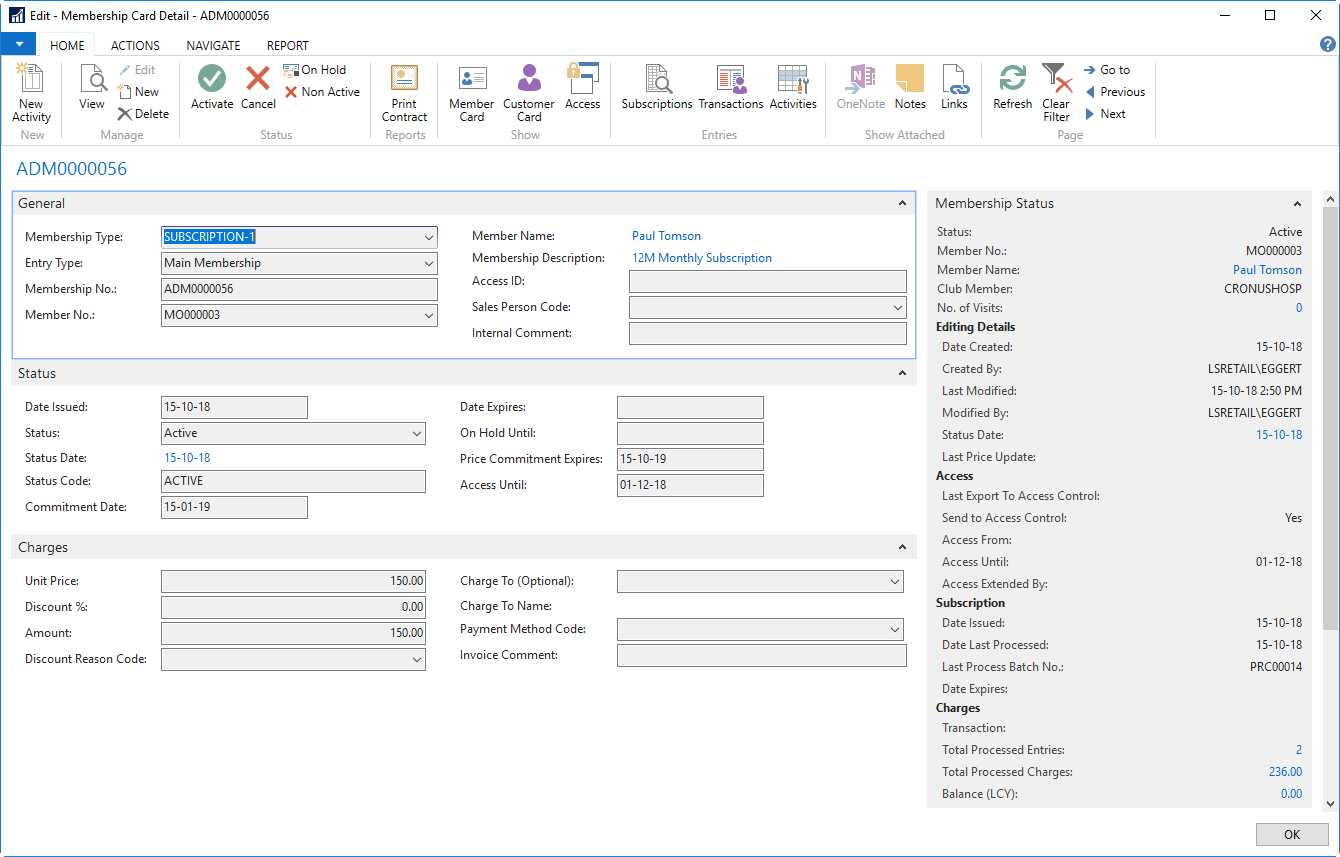 Edit - Membership Card Detail - ADM0000056
HOME ACTIONS NAVIGATE REPORT
New Activity
New
View
Edit
New
Delete
Manage
Activate
Cancel
On Hold
Non Active
Status
Print Contract
Reports
Member Card
Customer Card
Access
Show
Subscriptions
Transactions
Activities
Entries
OneNote
Notes
Links
Show Attached
Refresh
Clear Filter
Go to
Previous
Next
Page
ADM0000056
General
Membership Type: SUBSCRIPTION-1
Entry Type: Main Membership
Membership No.: ADM0000056
Member No.: MO000003
Member Name: Paul Tomson
Membership Description: 12M Monthly Subscription
Access ID:
Sales Person Code:
Internal Comment:
Status
Date Issued: 15-10-18
Status: Active
Status Date: 15-10-18
Status Code: ACTIVE
Commitment Date: 15-01-19
Date Expires:
On Hold Until:
Price Commitment Expires: 15-10-19
Access Until: 01-12-18
Charges
Unit Price: 150.00
Discount %: 0.00
Amount: 150.00
Discount Reason Code:
Charge To (Optional):
Charge To Name:
Payment Method Code:
Invoice Comment:
Membership Status
Status: Active
Member No.: MO000003
Member Name: Paul Tomson
Club Member: CRONUSHOSP
No. of Visits: 0
Editing Details
Date Created: 15-10-18
Created By: LSRETAIL\EGGERT
Last Modified: 15-10-18 2:50 PM
Modified By: LSRETAIL\EGGERT
Status Date: 15-10-18
Last Price Update:
Access
Last Export To Access Control:
Send to Access Control: Yes
Access From:
Access Until: 01-12-18
Access Extended By:
Subscription
Date Issued: 15-10-18
Date Last Processed: 15-10-18
Last Process Batch No.: PRC00014
Date Expires:
Charges
Transaction:
Total Processed Entries: 2
Total Processed Charges: 236.00
Balance (LCY): 0.00
OK